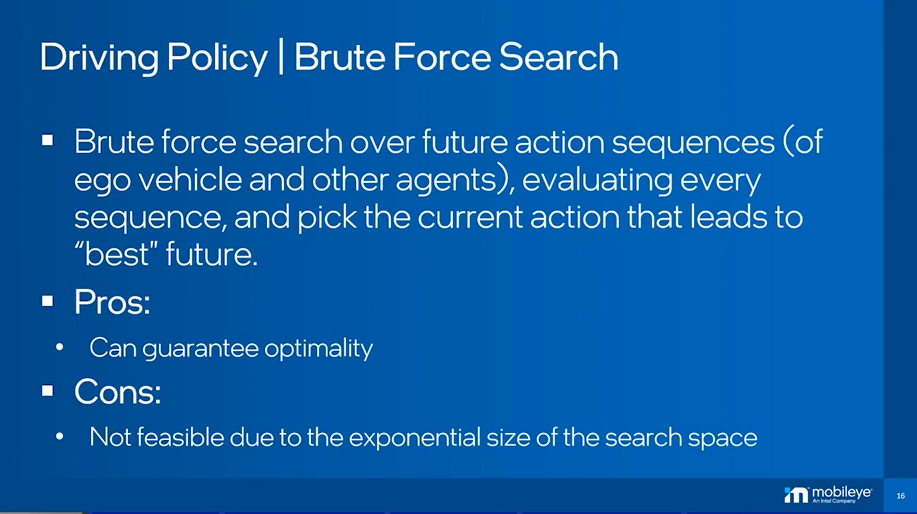 Driving Policy | Brute Force Search
▪ Brute force search over future action sequences (of
ego vehicle and other agents), evaluating every
sequence, and pick the current action that leads to
“best” future.
▪ Pros:
• Can guarantee optimality
▪ Cons:
• Not feasible due to the exponential size of the search space
mobileye™
An Intel Company
16